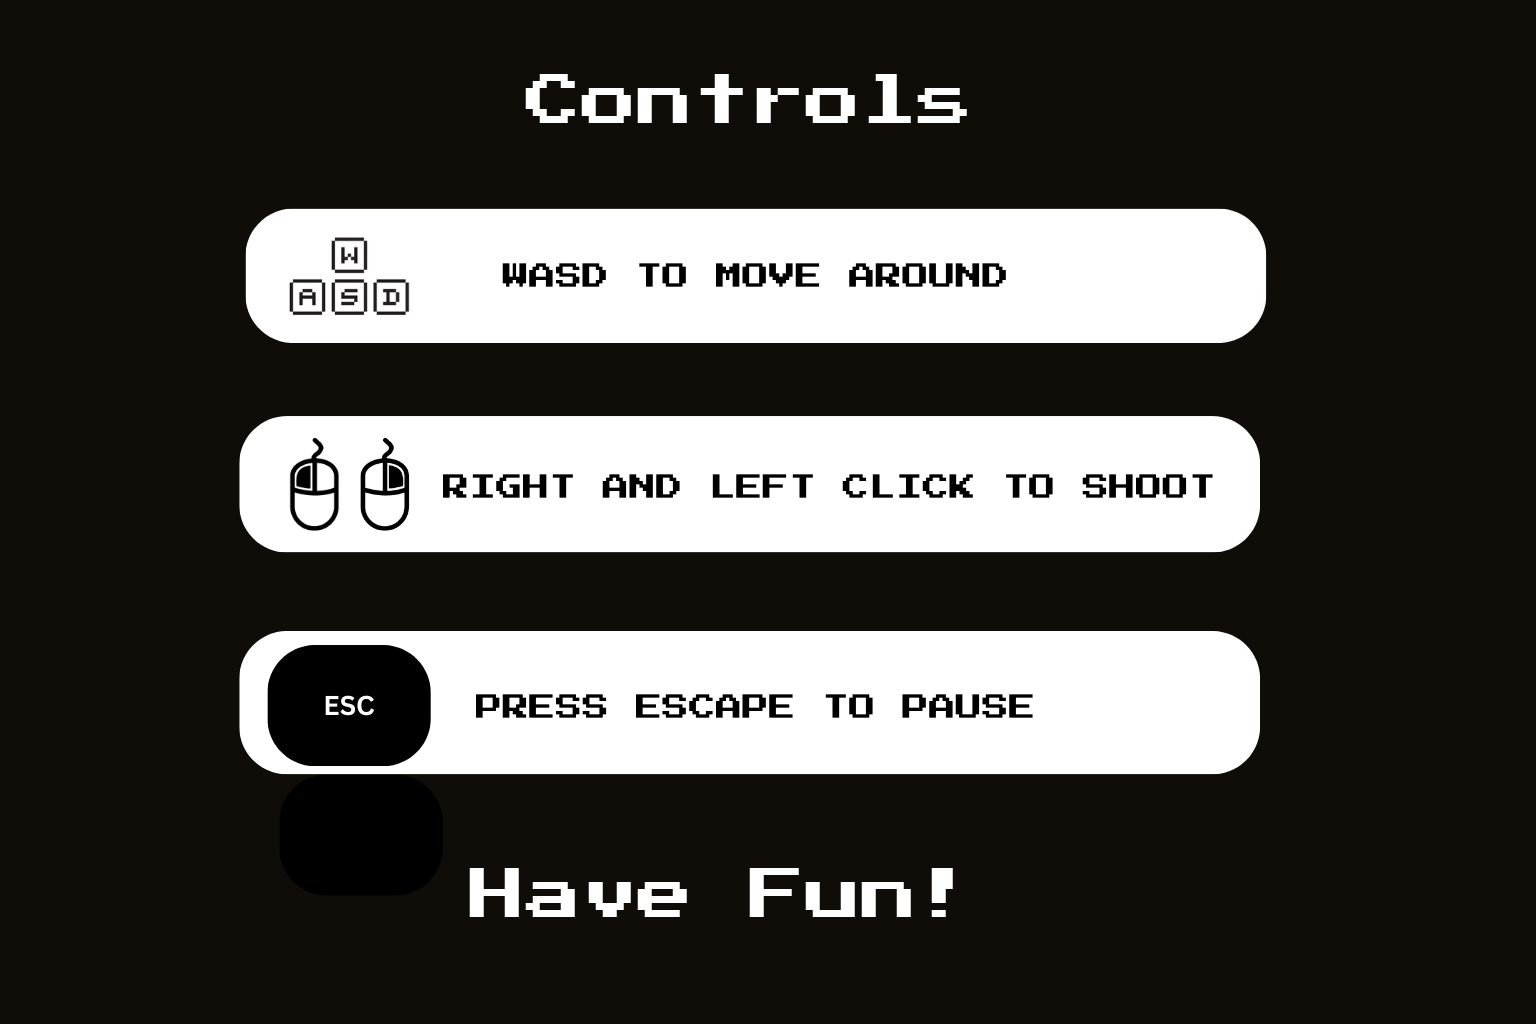 Controls
W
A S D
WASD TO MOVE AROUND
RIGHT AND LEFT CLICK TO SHOOT
ESC
PRESS ESCAPE TO PAUSE
Have Fun!